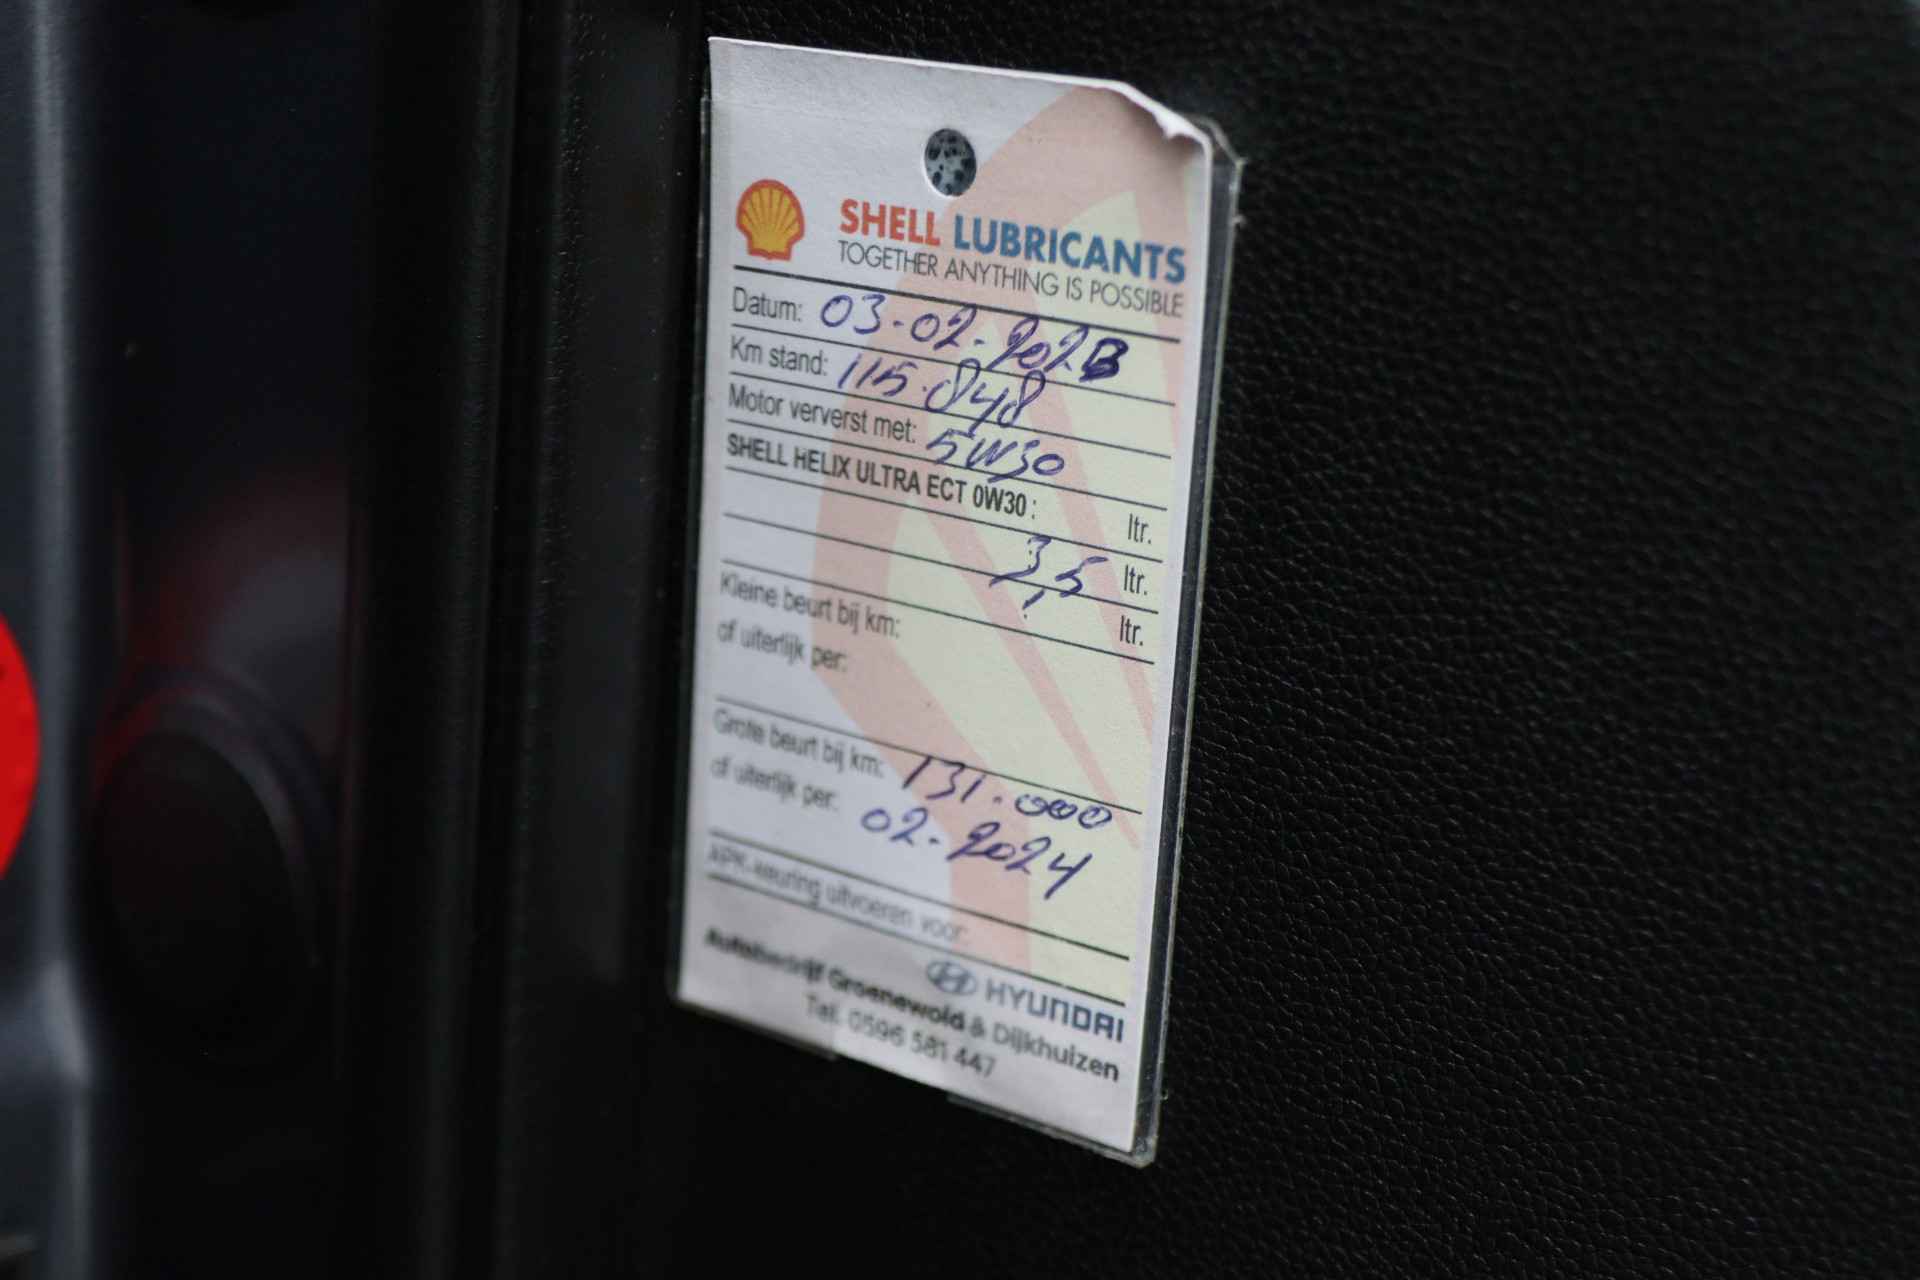 SHELL LUBRICANTS
TOGETHER ANYTHING IS POSSIBLE
Datum: 03-02-2023
Km stand: 115.848
Motor ververst met: 5W30
SHELL HELIX ULTRA ECT 0W30 : ltr.
3,5 ltr.
ltr.
Kleine beurt bij km:
of uiterlijk per:
Grote beurt bij km: 131.000
of uiterlijk per: 02-2024
APK-keuring uitvoeren voor:
HYUNDAI
Autobedrijf Groenewold & Dijkhuizen
Tel. 0596 581 447